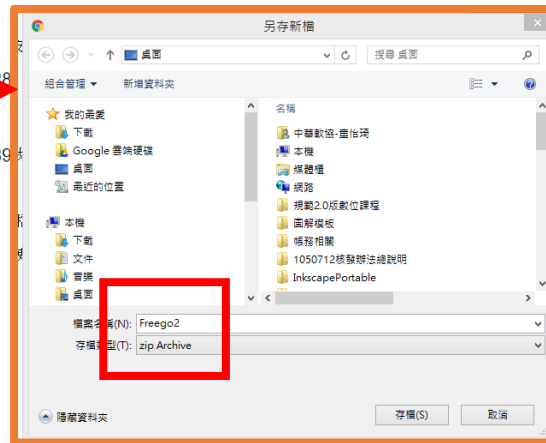 另存新檔
桌面
搜尋 桌面
組合管理 新增資料夾
我的最愛
下載
Google 雲端硬碟
桌面
最近的位置
本機
下載
文件
音樂
桌面
名稱
中華軟協-童怡琦
本機
媒體櫃
網路
規範2.0版數位課程
圖解模板
帳務相關
1050712核發辦法總說明
InkscapePortable
檔案名稱(N): Freego2
存檔類型(T): zip Archive
隱藏資料夾
存檔(S) 取消